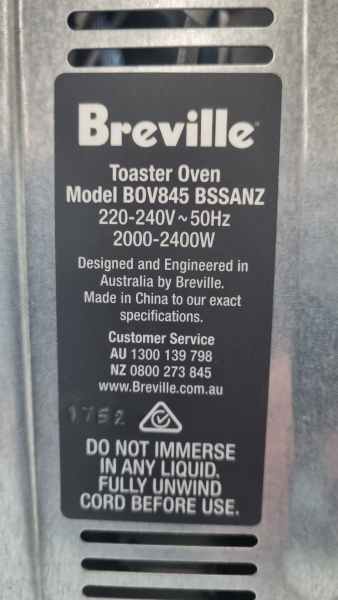 Breville
Toaster Oven
Model BOV845 BSSANZ
220-240V~50Hz
2000-2400W
Designed and Engineered in
Australia by Breville.
Made in China to our exact
specifications.
Customer Service
AU 1300 139 798
NZ 0800 273 845
www.Breville.com.au
1752
DO NOT IMMERSE
IN ANY LIQUID.
FULLY UNWIND
CORD BEFORE USE.